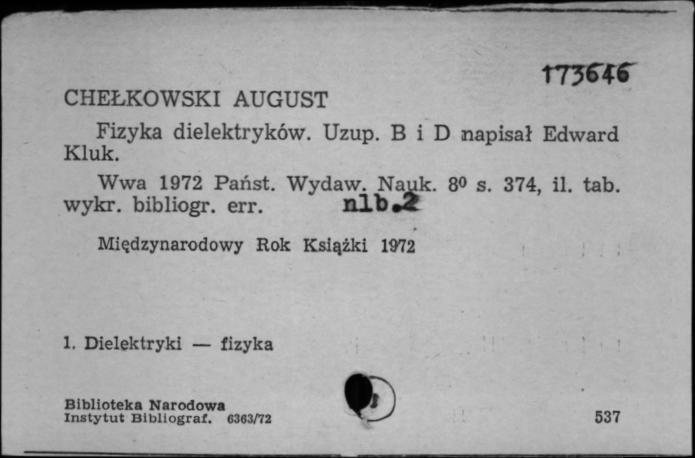 173646
CHEŁKOWSKI AUGUST
Fizyka dielektryków. Uzup. B i D napisał Edward
Kluk.
Wwa 1972 Państ. Wydaw. Nauk. 8⁰ s. 374, il. tab.
wykr. bibliogr. err. nlb.2
Międzynarodowy Rok Książki 1972
1. Dielektryki — fizyka
Biblioteka Narodowa
Instytut Bibliograf. 6363/72 537